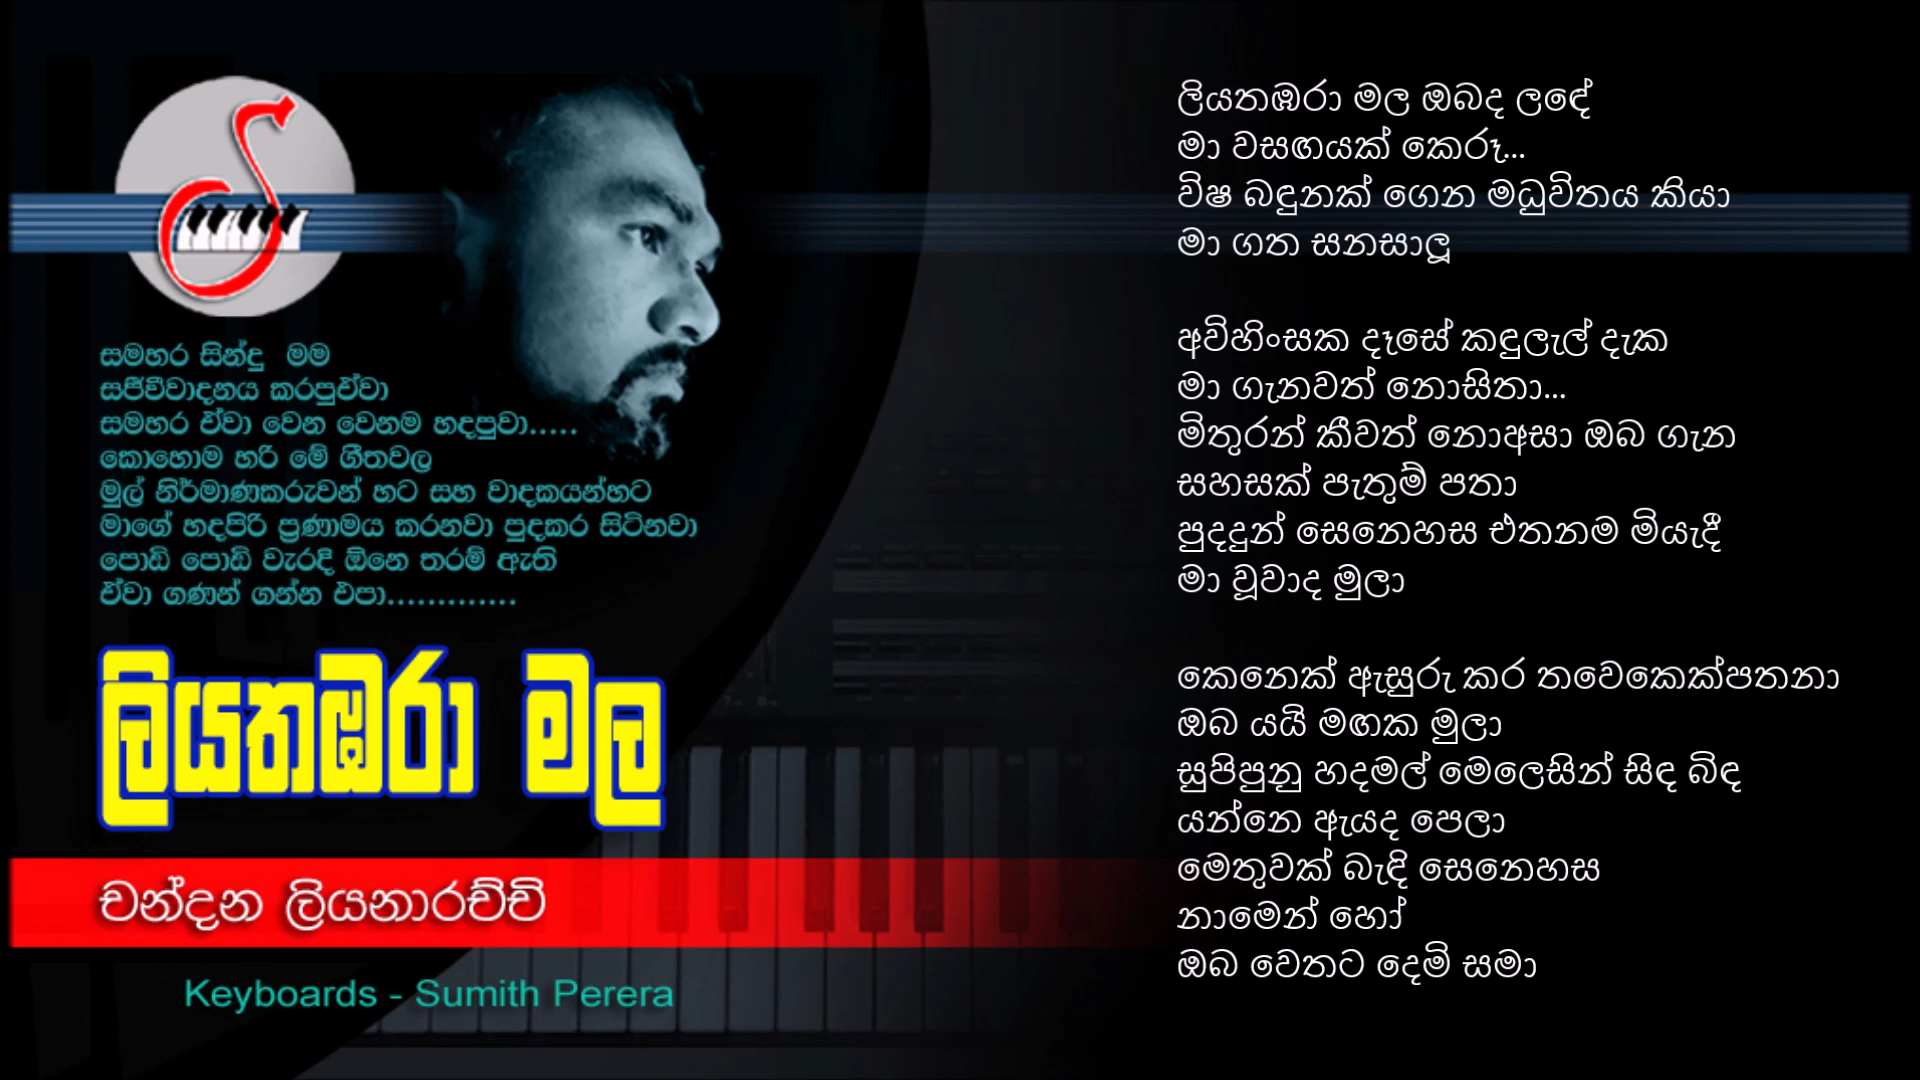 සමහර සින්දු මම
සජීවීවාදනය කරපුඒවා
සමහර ඒවා වෙන වෙනම හදපුවා.....
කොහොම හරි මේ ගීතවල
මුල් නිර්මාණකරුවන් හට සහ වාදකයන්හට
මාගේ හදපිරි ප්‍රණාමය කරනවා පුදකර සිටිනවා
පොඩි පොඩි වැරදි ඕනෙ තරම් ඇති
ඒවා ගණන් ගන්න එපා.............
ලියතඹරා මල
චන්දන ලියනාරච්චි
Keyboards - Sumith Perera
ලියතඹරා මල ඔබද ලඳේ
මා වසඟයක් කෙරූ...
විෂ බඳුනක් ගෙන මධුවිතය කියා
මා ගත සනසාලූ
අවිහිංසක දෑසේ කඳුලැල් දැක
මා ගැනවත් නොසිතා...
මිතුරන් කීවත් නොඅසා ඔබ ගැන
සහසක් පැතුම් පතා
පුදදුන් සෙනෙහස එතනම මියැදී
මා වූවාද මුලා
කෙනෙක් ඇසුරු කර තවෙකෙක්පතනා
ඔබ යයි මඟක මුලා
සුපිපුනු හදමල් මෙලෙසින් සිඳ බිඳ
යන්නෙ ඇයද පෙලා
මෙතුවක් බැඳි සෙනෙහස
නාමෙන් හෝ
ඔබ වෙතට දෙමි සමා